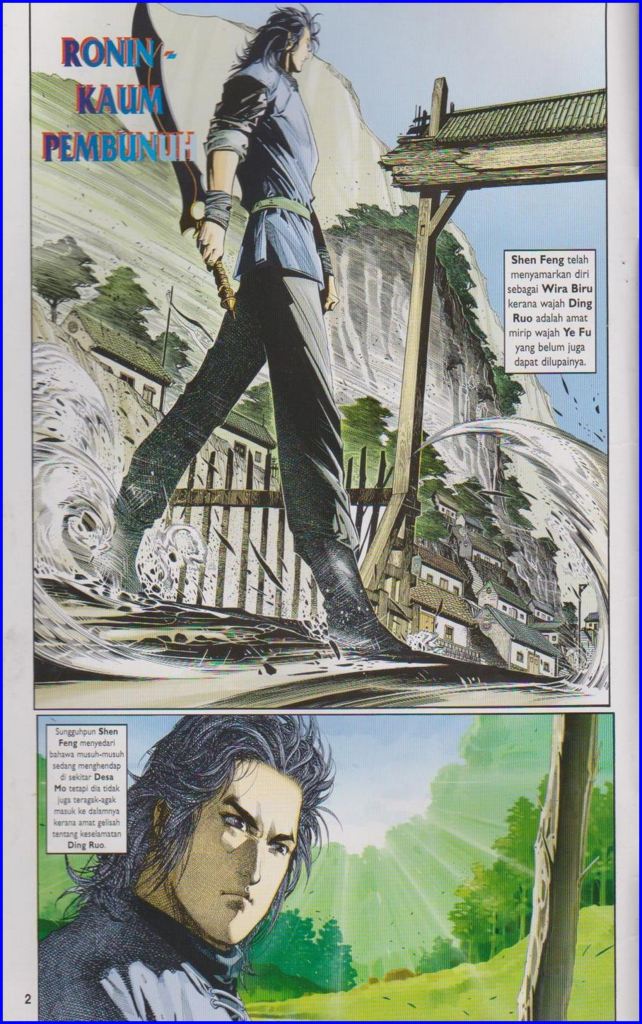 RONIN -
KAUM
PEMBUNUH
Shen Feng telah
menyamarkan diri
sebagai Wira Biru
kerana wajah Ding
Ruo adalah amat
mirip wajah Ye Fu
yang belum juga
dapat dilupainya.
Sungguhpun Shen
Feng menyedari
bahawa musuh-musuh
sedang menghendap
di sekitar Desa
Mo tetapi dia tidak
juga teragak-agak
masuk ke dalamnya
kerana amat gelisah
tentang keselamatan
Ding Ruo.
2